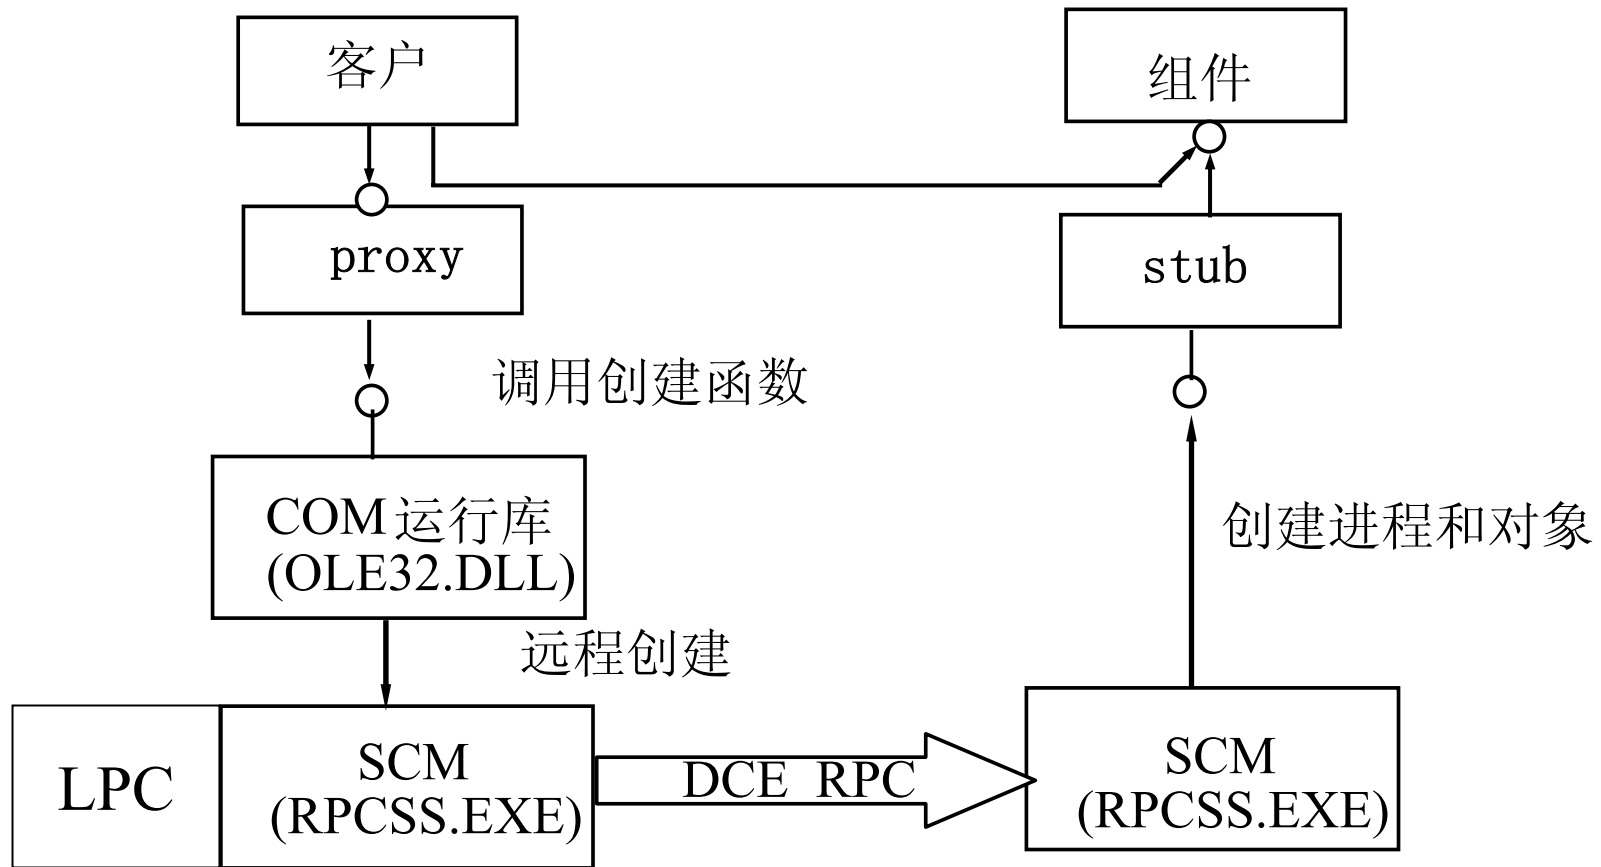 客户
组件
proxy
stub
调用创建函数
COM运行库
(OLE32.DLL)
创建进程和对象
远程创建
LPC
SCM
(RPCSS.EXE)
DCE RPC
SCM
(RPCSS.EXE)